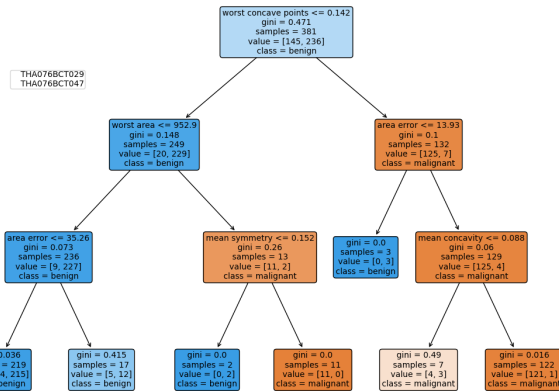 worst concave points <= 0.142
gini = 0.471
samples = 381
value = [145, 236]
class = benign
THA076BCT029
THA076BCT047
worst area <= 952.9
gini = 0.148
samples = 249
value = [20, 229]
class = benign
area error <= 13.93
gini = 0.1
samples = 132
value = [125, 7]
class = malignant
area error <= 35.26
gini = 0.073
samples = 236
value = [9, 227]
class = benign
mean symmetry <= 0.152
gini = 0.26
samples = 13
value = [11, 2]
class = malignant
gini = 0.0
samples = 3
value = [0, 3]
class = benign
mean concavity <= 0.088
gini = 0.06
samples = 129
value = [125, 4]
class = malignant
0.036
= 219
4, 215]
benign
gini = 0.415
samples = 17
value = [5, 12]
class = benign
gini = 0.0
samples = 2
value = [0, 2]
class = benign
gini = 0.0
samples = 11
value = [11, 0]
class = malignant
gini = 0.49
samples = 7
value = [4, 3]
class = malignant
gini = 0.016
samples = 122
value = [121, 3]
class = malignant